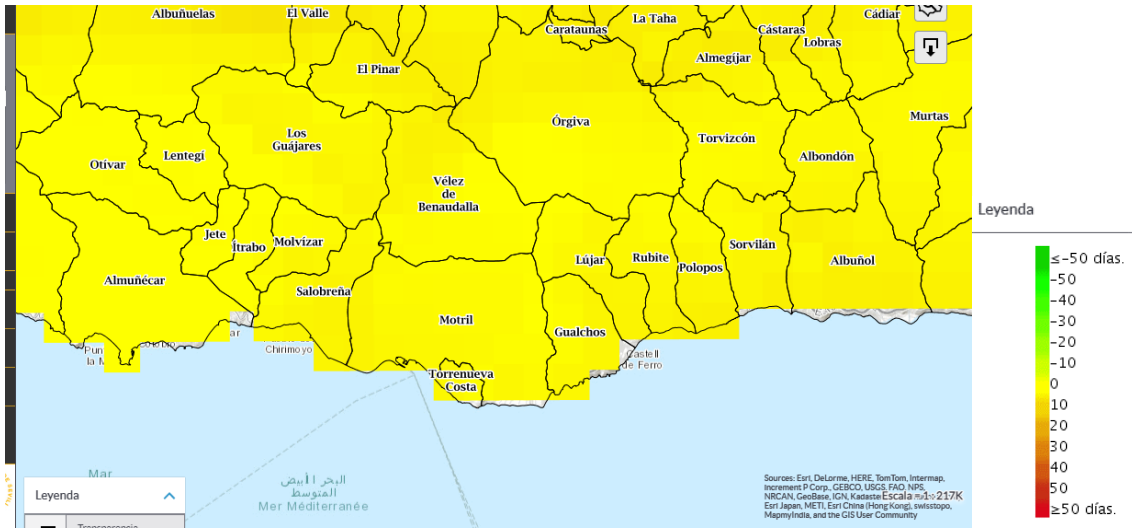 Albuñuelas
El Valle
La Taha
Cádiar
Carataunas
Cástaras
Lobras
El Pinar
Almegijar
Órgiva
Murtas
Los
Guájares
Torvizcón
Otívar
Lentegí
Albondón
Vélez
de
Benaudalla
Leyenda
Jete
Ítrabo
Molvízar
Sorvilán
Lújar
Rubite
Polopos
Albuñol
Almuñécar
Salobreña
Motril
Gualchos
Chirimoyo
Castell
de Ferro
Torrenueva
Costa
≤-50 días.
-50
-40
-30
-20
-10
0
10
20
30
40
50
≥50 días.
Mar
البحر الأبيض
المتوسط
Mer Méditerranée
Leyenda
Transparencia
Sources: Esri, DeLorme, HERE, TomTom, Intermap,
increment P Corp., GEBCO, USGS, FAO, NPS,
NRCAN, GeoBase, IGN, Kadaster
Escala ≈1:217K
Esri Japan, METI, Esri China (Hong Kong), swisstopo,
MapmyIndia, and the GIS User Community